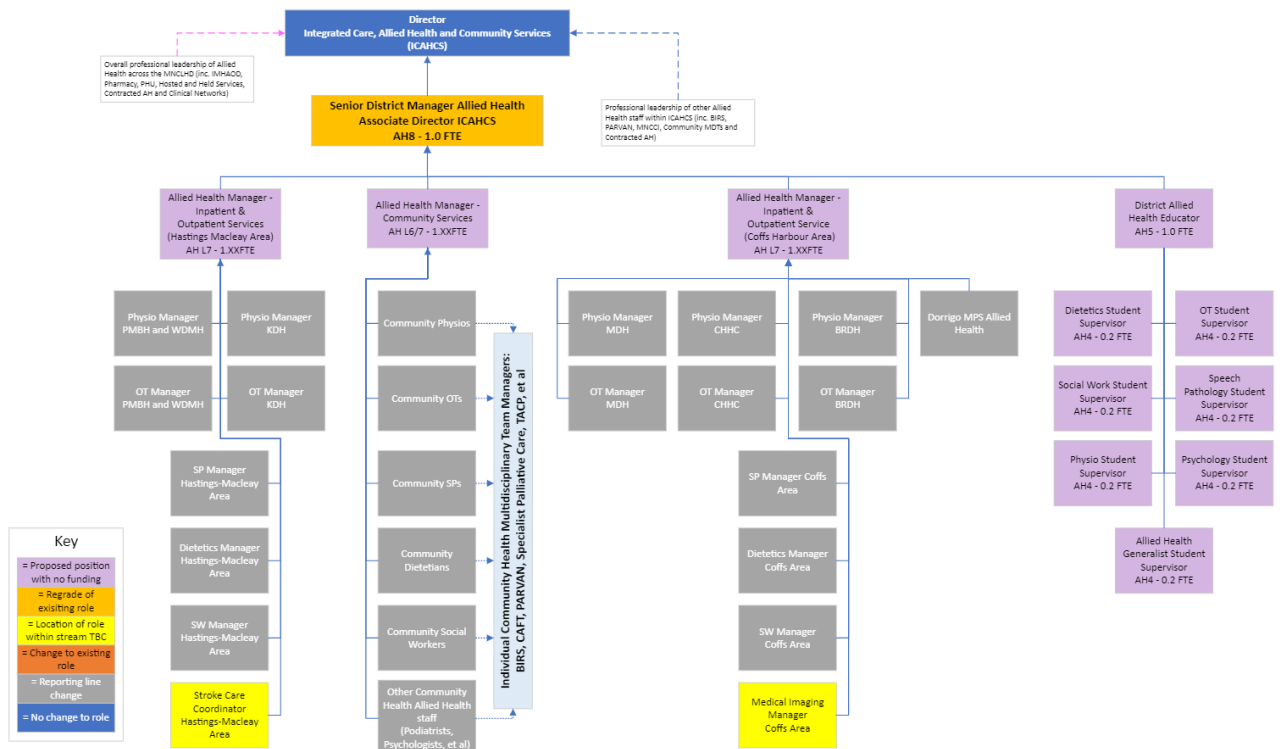 Director
Integrated Care, Allied Health and Community Services
(ICAHCS)
Overall professional leadership of Allied
Health across the MNCLHD (inc. IMHAOD,
Pharmacy, PHU, Hosted and Held Services,
Contracted AH and Clinical Networks)
Professional leadership of other Allied
Health staff within ICAHCS (inc. BIRS,
PARVAN, MNCCI, Community MDTs and
Contracted AH)
Senior District Manager Allied Health
Associate Director ICAHCS
AH8 - 1.0 FTE
Allied Health Manager -
Inpatient &
Outpatient Services
(Hastings Macleay Area)
AH L7 - 1.XXFTE
Allied Health Manager -
Community Services
AH L6/7 - 1.XXFTE
Allied Health Manager -
Inpatient &
Outpatient Service
(Coffs Harbour Area)
AH L7 - 1.XXFTE
District Allied
Health Educator
AH5 - 1.0 FTE
Physio Manager
PMBH and WDMH
Physio Manager
KDH
OT Manager
PMBH and WDMH
OT Manager
KDH
SP Manager
Hastings-Macleay
Area
Dietetics Manager
Hastings-Macleay
Area
SW Manager
Hastings-Macleay
Area
Stroke Care
Coordinator
Hastings-Macleay
Area
Community Physios
Community OTs
Community SPs
Community
Dietetians
Community Social
Workers
Other Community
Health Allied Health
staff
(Podiatrists,
Psychologists, et al)
Individual Community Health Multidisciplinary Team Managers:
BIRS, CAFT, PARVAN, Specialist Palliative Care, TACP, et al
Physio Manager
MDH
Physio Manager
CHHC
Physio Manager
BRDH
Dorrigo MPS Allied
Health
OT Manager
MDH
OT Manager
CHHC
OT Manager
BRDH
SP Manager Coffs
Area
Dietetics Manager
Coffs Area
SW Manager
Coffs Area
Medical Imaging
Manager
Coffs Area
Dietetics Student
Supervisor
AH4 - 0.2 FTE
OT Student
Supervisor
AH4 - 0.2 FTE
Social Work Student
Supervisor
AH4 - 0.2 FTE
Speech
Pathology Student
Supervisor
AH4 - 0.2 FTE
Physio Student
Supervisor
AH4 - 0.2 FTE
Psychology Student
Supervisor
AH4 - 0.2 FTE
Allied Health
Generalist Student
Supervisor
AH4 - 0.2 FTE
Key
= Proposed position
with no funding
= Regrade of
exisiting role
= Location of role
within stream TBC
= Change to existing
role
= Reporting line
change
= No change to role